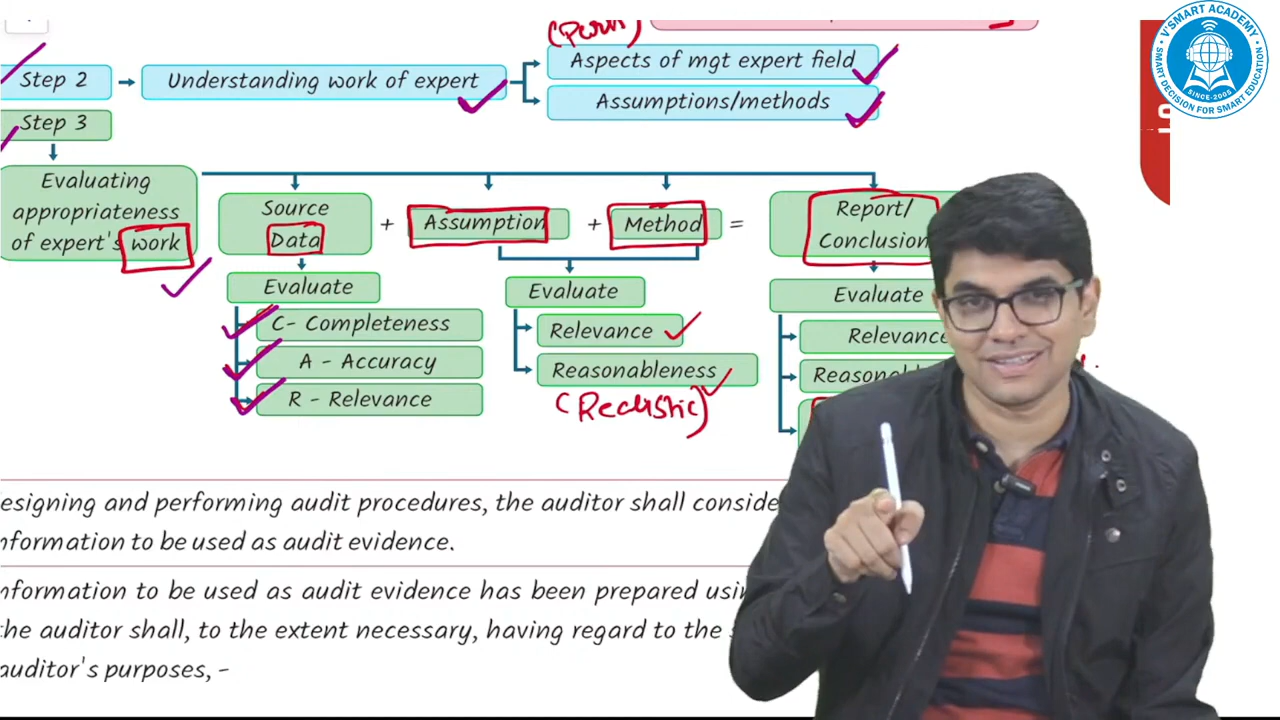 (Point)
V'SMART ACADEMY
SMART DECISION FOR SMART EDUCATION
SINCE-2005
Step 2
Understanding work of expert
Aspects of mgt expert field
Assumptions/methods
Step 3
Evaluating
appropriateness
of expert's work
Source
Data
+
Assumption
+
Method
=
Report/
Conclusion
Evaluate
C- Completeness
A - Accuracy
R - Relevance
Evaluate
Relevance
Reasonableness
(Realistic)
Evaluate
Relevance
esigning and performing audit procedures, the auditor shall conside
nformation to be used as audit evidence.
nformation to be used as audit evidence has been prepared usin
the auditor shall, to the extent necessary, having regard to the
auditor's purposes, -